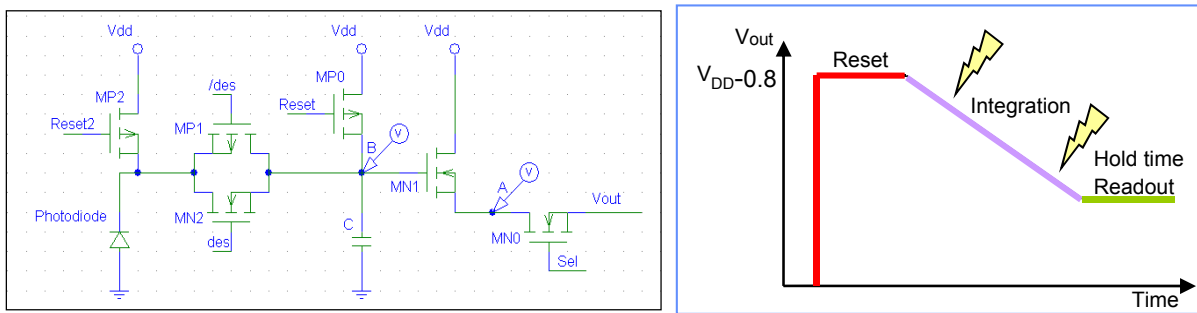 Vdd
Vdd
Vdd
/des
MP0
MP2
Reset
Reset2
MP1
v
B
v
MN1
A
Vout
Photodiode
MN2
C
MN0
des
Sel
Vout
Reset
VDD-0.8
Integration
Hold time
Readout
Time